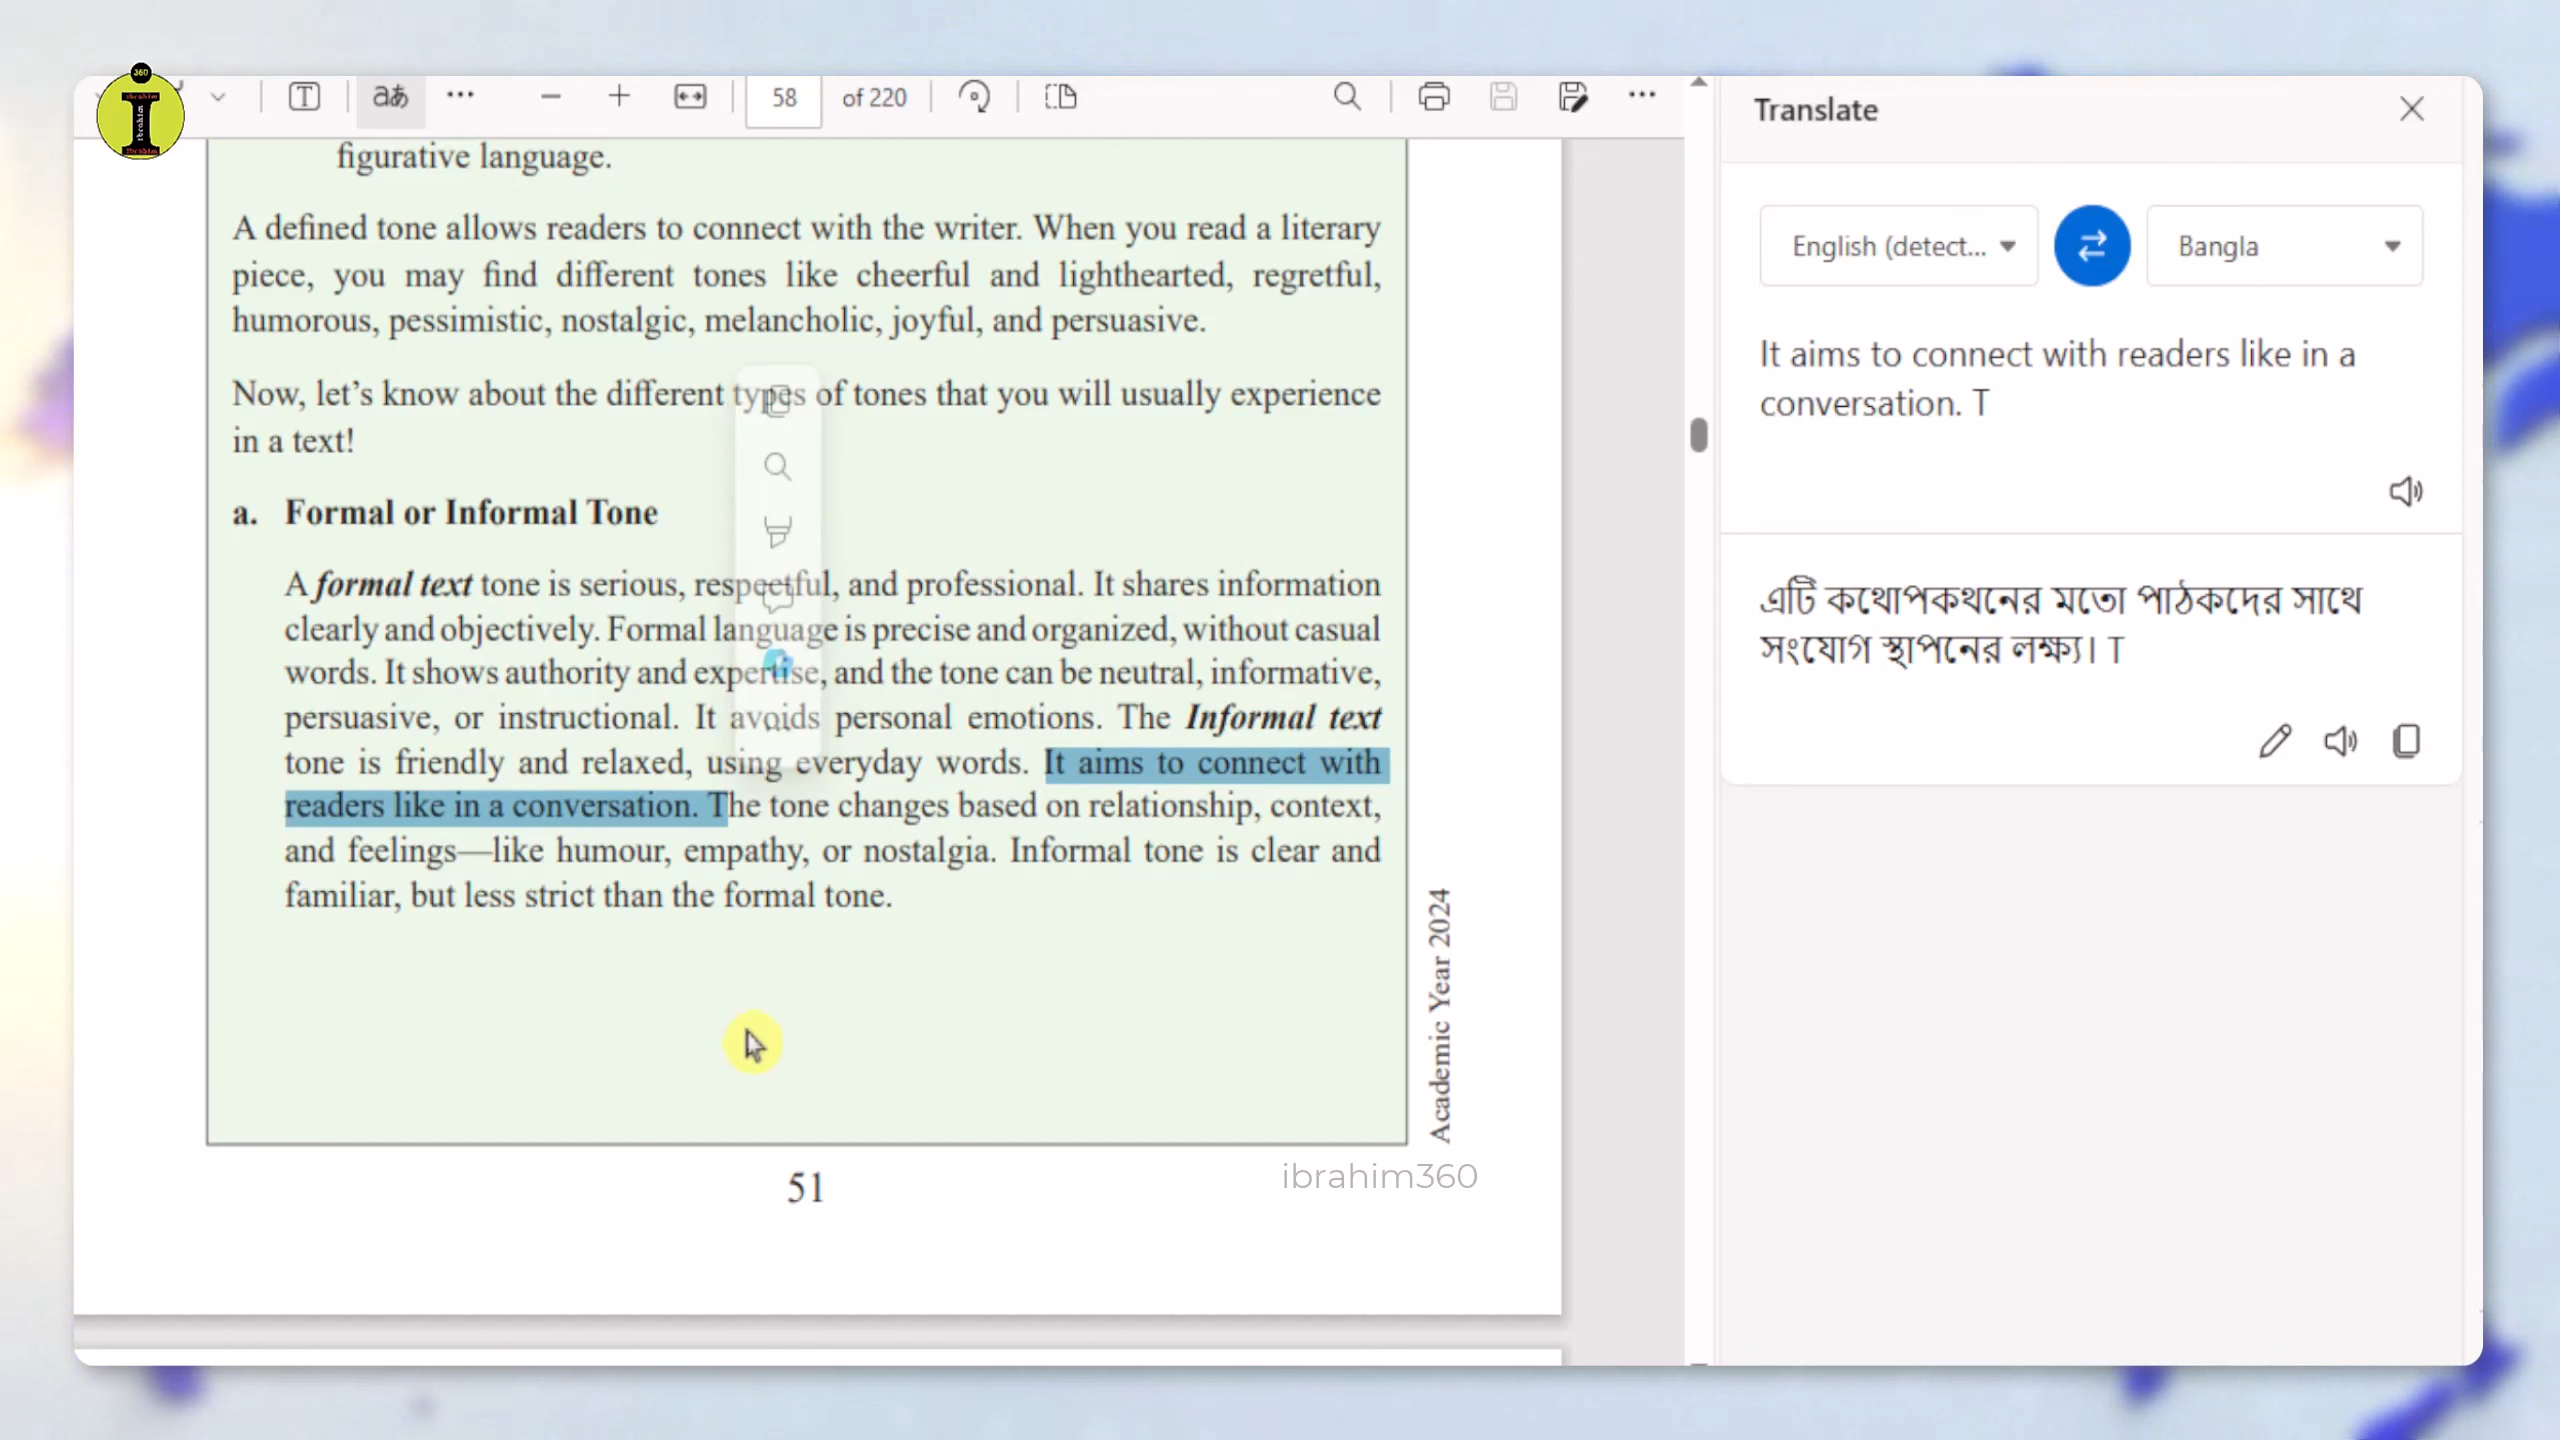 360
ibrahim
ibrahim
ibrahim
T
aあ
58
of 220
figurative language.
A defined tone allows readers to connect with the writer. When you read a literary
piece, you may find different tones like cheerful and lighthearted, regretful,
humorous, pessimistic, nostalgic, melancholic, joyful, and persuasive.
Now, let’s know about the different types of tones that you will usually experience
in a text!
a. Formal or Informal Tone
A formal text tone is serious, respectful, and professional. It shares information
clearly and objectively. Formal language is precise and organized, without casual
words. It shows authority and expertise, and the tone can be neutral, informative,
persuasive, or instructional. It avoids personal emotions. The Informal text
tone is friendly and relaxed, using everyday words. It aims to connect with
readers like in a conversation. The tone changes based on relationship, context,
and feelings—like humour, empathy, or nostalgia. Informal tone is clear and
familiar, but less strict than the formal tone.
Academic Year 2024
51
ibrahim360
Translate
English (detect...
Bangla
It aims to connect with readers like in a
conversation. T
এটি কথোপকথনের মতো পাঠকদের সাথে
সংযোগ স্থাপনের লক্ষ্য। T